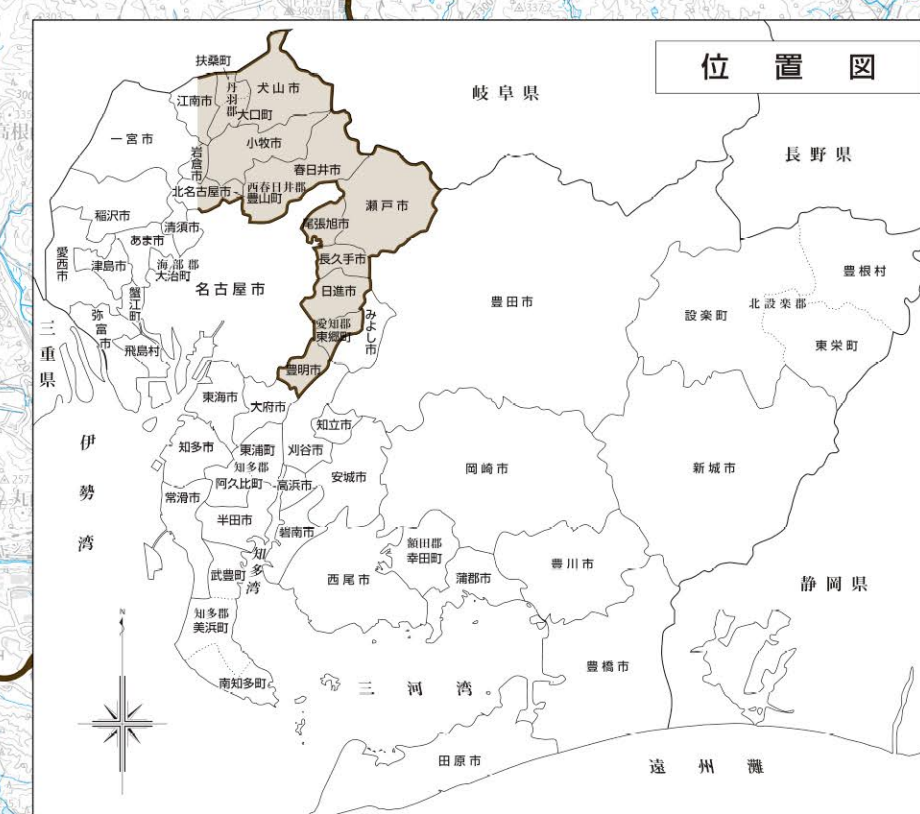 位置図
岐阜県
長野県
静岡県
三重県
伊勢湾
知多湾
三河湾
遠州灘
扶桑町
丹羽郡
犬山市
大口町
江南市
一宮市
小牧市
岩倉市
春日井市
北名古屋市
西春日井郡
豊山町
瀬戸市
尾張旭市
稲沢市
清須市
あま市
愛西市
津島市
海部郡
大治町
蟹江町
弥富市
飛島村
名古屋市
長久手市
日進市
愛知郡
東郷町
みよし市
豊明市
豊田市
設楽町
北設楽郡
豊根村
東栄町
東海市
大府市
知立市
知多市
東浦町
刈谷市
知多郡
阿久比町
高浜市
安城市
岡崎市
新城市
常滑市
半田市
碧南市
武豊町
西尾市
額田郡
幸田町
蒲郡市
豊川市
知多郡
美浜町
南知多町
豊橋市
田原市
N